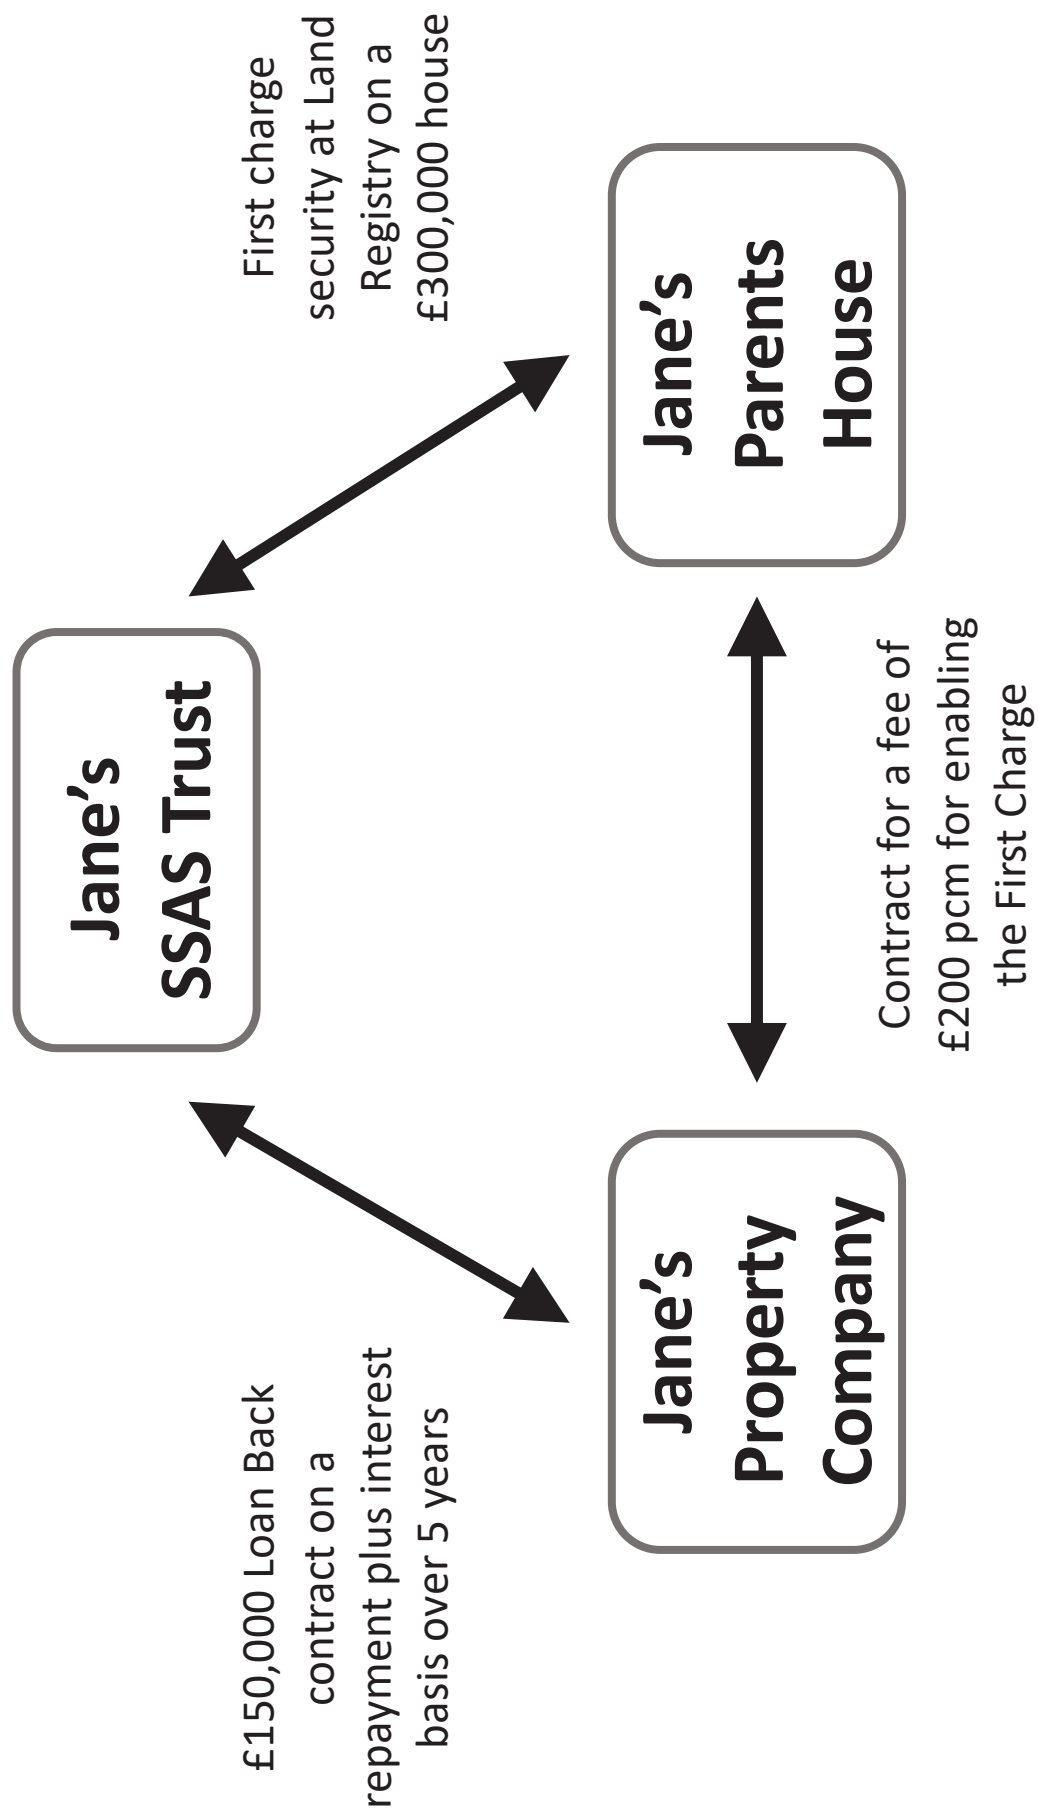 Jane's
SSAS Trust
£150,000 Loan Back
contract on a
repayment plus interest
basis over 5 years
First charge
security at Land
Registry on a
£300,000 house
Jane's
Property
Company
Jane's
Parents
House
Contract for a fee of
£200 pcm for enabling
the First Charge